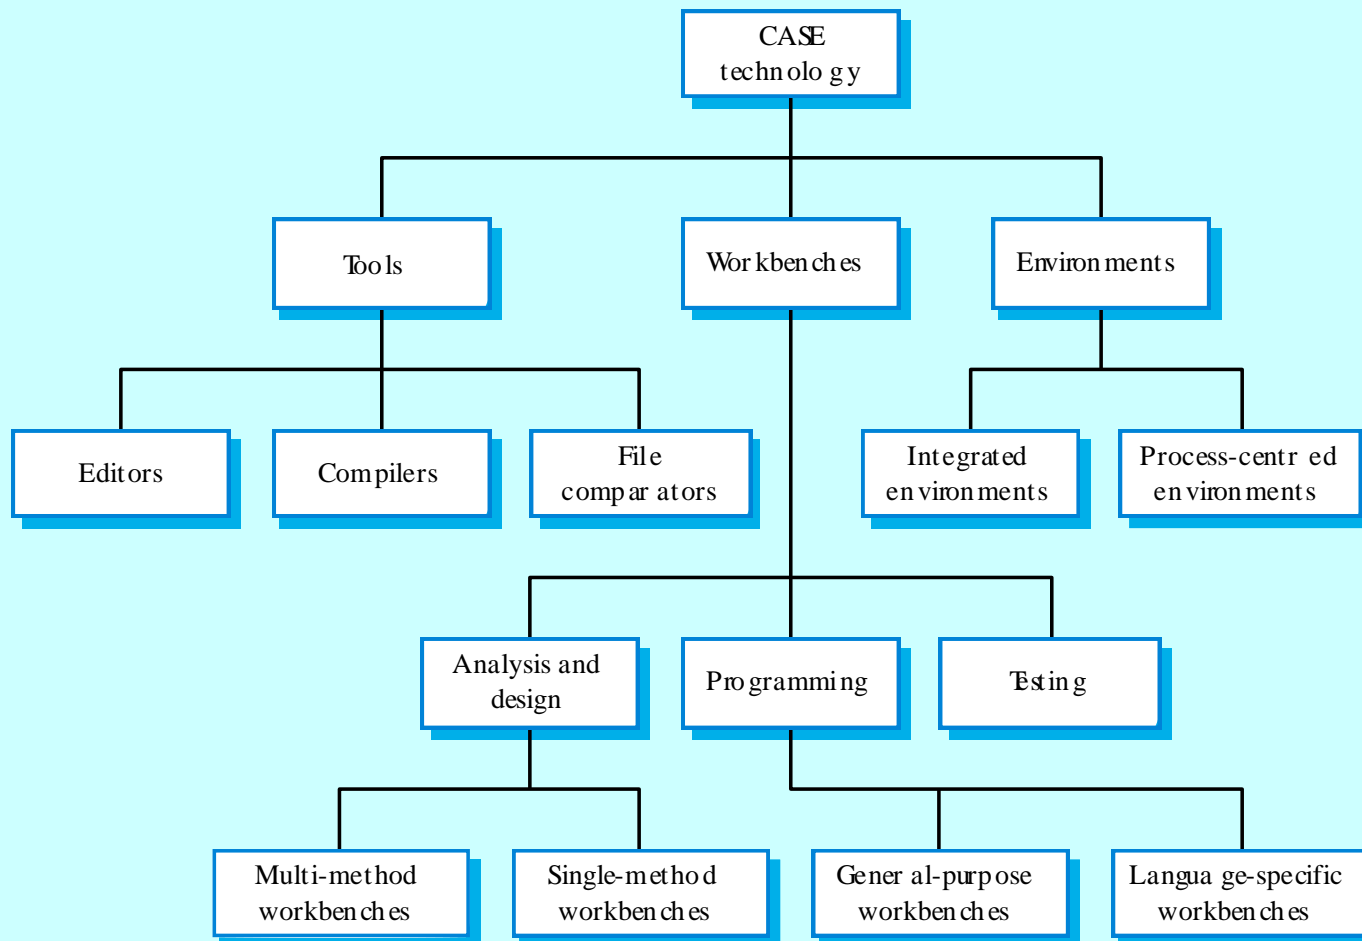 CASE
technology
Tools
Workbenches
Environments
Editors
Compilers
File
comparators
Integrated
environments
Process-centred
environments
Analysis and
design
Programming
Testing
Multi-method
workbenches
Single-method
workbenches
General-purpose
workbenches
Language-specific
workbenches